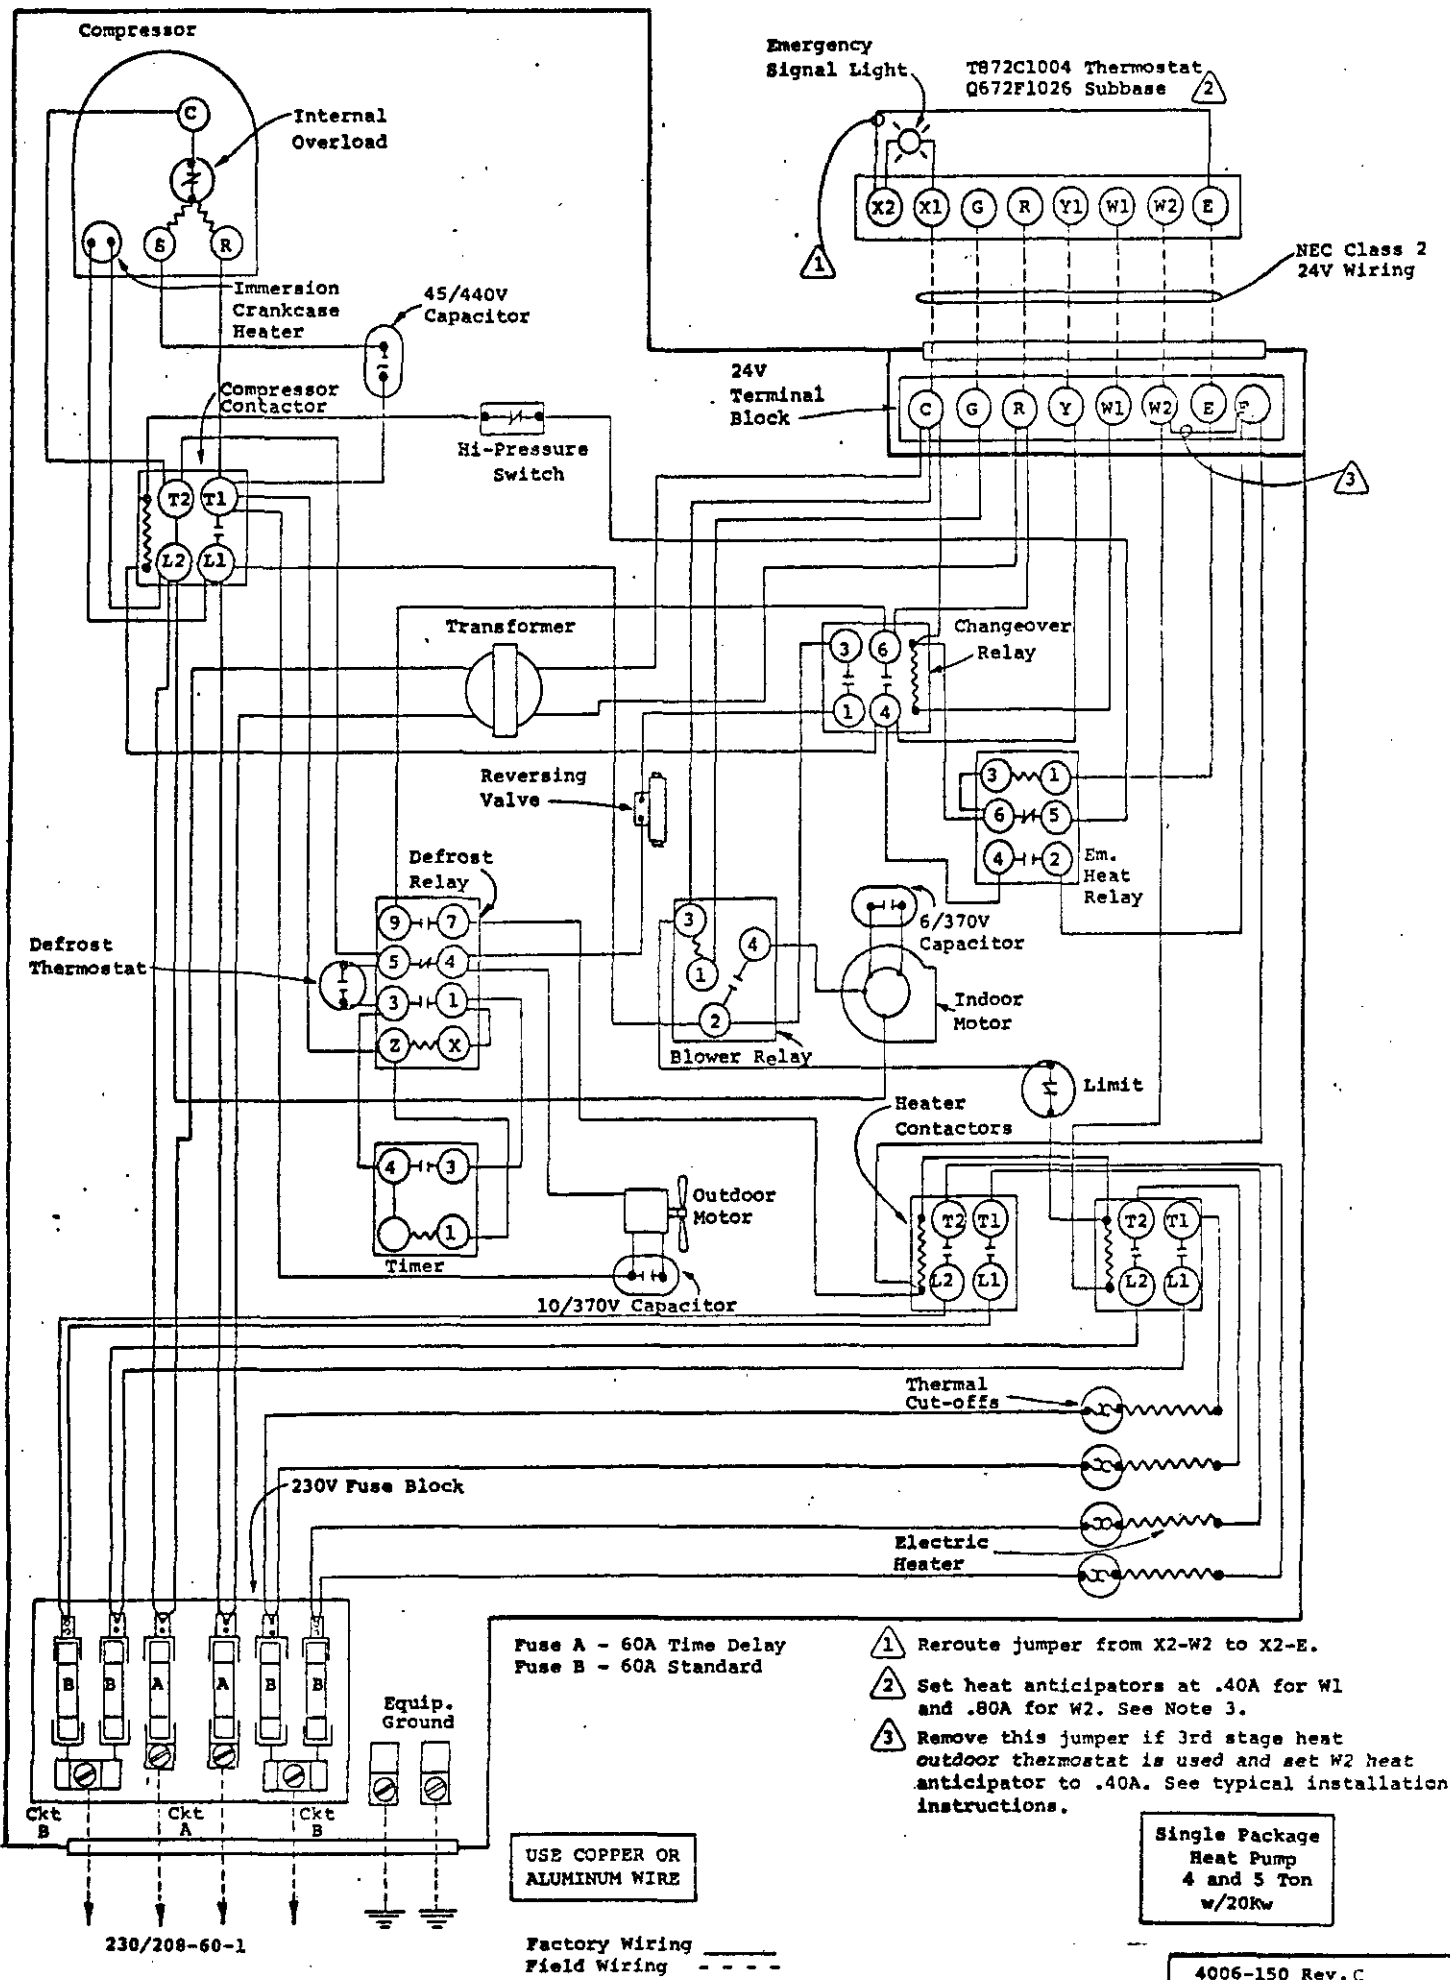 Compressor
C
Internal
Overload
S
R
Immersion
Crankcase
Heater
45/440V
Capacitor
Compressor
Contactor
Hi-Pressure
Switch
T2
T1
L2
L1
Emergency
Signal Light
T872C1004 Thermostat
Q672F1026 Subbase
2
1
X2 X1 G R Y1 W1 W2 E
NEC Class 2
24V Wiring
24V
Terminal
Block
C G R Y W1 W2 E F
3
Transformer
Changeover
Relay
3 6
1 4
Reversing
Valve
3 1
6 5
4 2
Em.
Heat
Relay
Defrost
Relay
9 7
5 4
3 1
Z X
Defrost
Thermostat
3
4
1
2
Blower Relay
6/370V
Capacitor
Indoor
Motor
Limit
Heater
Contactors
4 3
1
Timer
Outdoor
Motor
10/370V Capacitor
T2 T1
L2 L1
T2 T1
L2 L1
Thermal
Cut-offs
Electric
Heater
230V Fuse Block
B B A A B B
Equip.
Ground
Ckt
B
Ckt
A
Ckt
B
230/208-60-1
Fuse A - 60A Time Delay
Fuse B - 60A Standard
1 Reroute jumper from X2-W2 to X2-E.
2 Set heat anticipators at .40A for W1
and .80A for W2. See Note 3.
3 Remove this jumper if 3rd stage heat
outdoor thermostat is used and set W2 heat
anticipator to .40A. See typical installation
instructions.
USE COPPER OR
ALUMINUM WIRE
Single Package
Heat Pump
4 and 5 Ton
w/20Kw
Factory Wiring
Field Wiring
4006-150 Rev.C